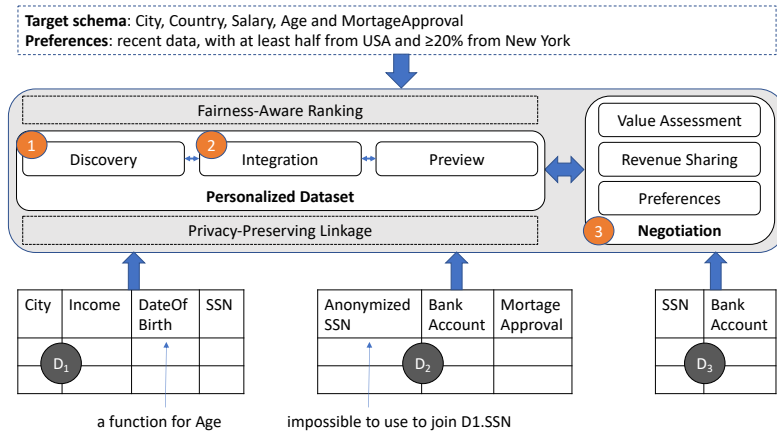 Target schema: City, Country, Salary, Age and MortageApproval
Preferences: recent data, with at least half from USA and ≥20% from New York
Fairness-Aware Ranking
1
Discovery
2
Integration
Preview
Personalized Dataset
Privacy-Preserving Linkage
Value Assessment
Revenue Sharing
Preferences
3
Negotiation
City
Income
DateOf
Birth
SSN
D1
Anonymized
SSN
Bank
Account
Mortage
Approval
D2
SSN
Bank
Account
D3
a function for Age
impossible to use to join D1.SSN